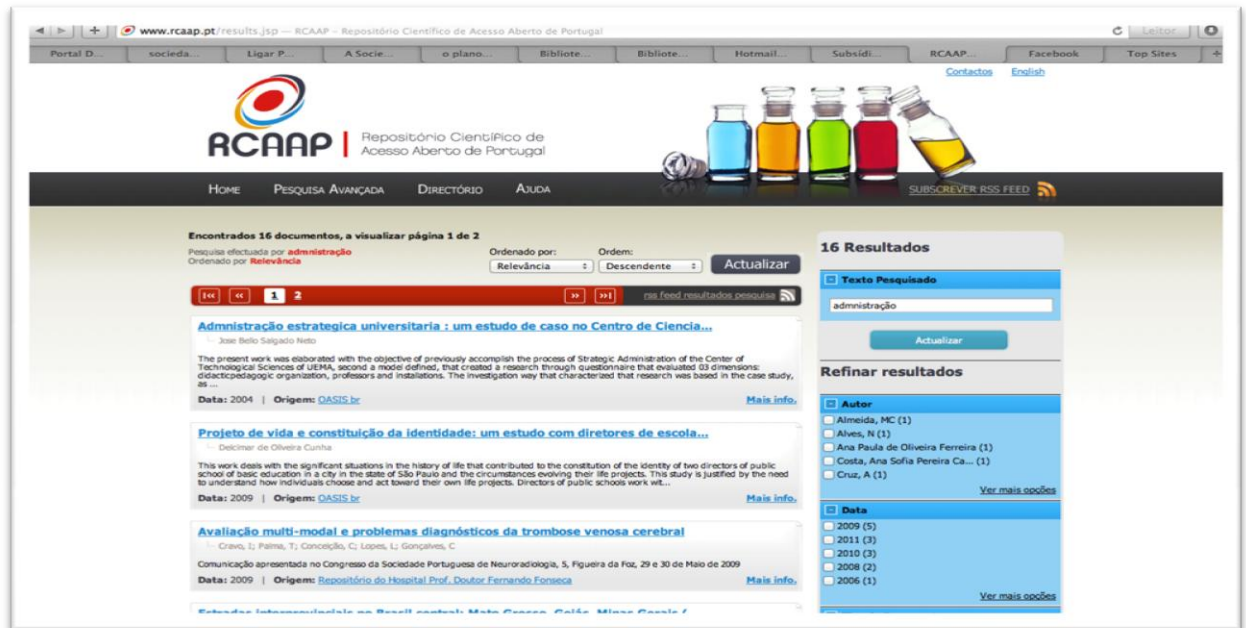 www.rcaap.pt/results.jsp — RCAAP – Repositório Científico de Acesso Aberto de Portugal
Leitor
Portal D... socieda... Ligar P... A Socie... o plano... Bibliote... Bibliote... Hotmail... Subsídi... RCAAP... Facebook Top Sites
Contactos English
RCAAP | Repositório Científico de
Acesso Aberto de Portugal
Home Pesquisa Avançada Directório Ajuda SUBSCREVER RSS FEED
Encontrados 16 documentos, a visualizar página 1 de 2
Pesquisa efectuada por admnistração
Ordenado por Relevância
Ordenado por: Ordem:
Relevância Descendente Actualizar
1 2 rss feed resultados pesquisa
Admnistração estrategica universitaria : um estudo de caso no Centro de Ciencia...
Jose Bello Salgado Neto
The present work was elaborated with the objective of previously accomplish the process of Strategic Administration of the Center of
Technological Sciences of UEMA, second a model defined, that created a research through questionnaire that evaluated 03 dimensions:
didacticpedagogic organization, professors and installations. The investigation way that characterized that research was based in the case study,
as ...
Data: 2004 | Origem: OASIS br Mais info.
Projeto de vida e constituição da identidade: um estudo com diretores de escola...
Delcimar de Oliveira Cunha
This work deals with the significant situations in the history of life that contributed to the constitution of the identity of two directors of public
school of basic education in a city in the state of São Paulo and the circumstances evolving their life projects. This study is justified by the need
to understand how individuals choose and act toward their own life projects. Directors of public schools work wit...
Data: 2009 | Origem: OASIS br Mais info.
Avaliação multi-modal e problemas diagnósticos da trombose venosa cerebral
Cravo, I; Palma, T; Conceição, C; Lopes, L; Gonçalves, C
Comunicação apresentada no Congresso da Sociedade Portuguesa de Neuroradiologia, 5, Figueira da Foz, 29 e 30 de Maio de 2009
Data: 2009 | Origem: Repositório do Hospital Prof. Doutor Fernando Fonseca Mais info.
Estradas interprovinciais no Brasil central: Mato Grosso, Goiás, Minas Gerais (
16 Resultados
Texto Pesquisado
admnistração
Actualizar
Refinar resultados
Autor
Almeida, MC (1)
Alves, N (1)
Ana Paula de Oliveira Ferreira (1)
Costa, Ana Sofia Pereira Ca... (1)
Cruz, A (1)
Ver mais opções
Data
2009 (5)
2011 (3)
2010 (3)
2008 (2)
2006 (1)
Ver mais opções